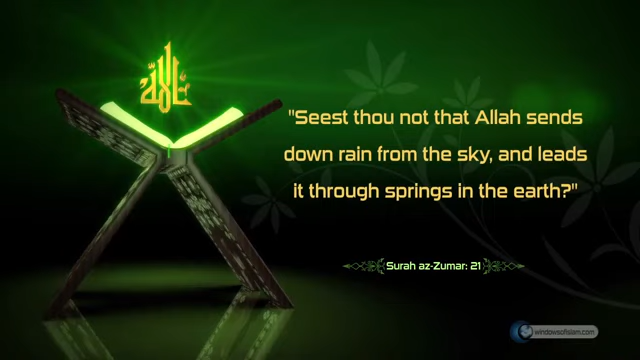 الله
"Seest thou not that Allah sends
down rain from the sky, and leads
it through springs in the earth?"
Surah az-Zumar: 21
windowsofislam.com